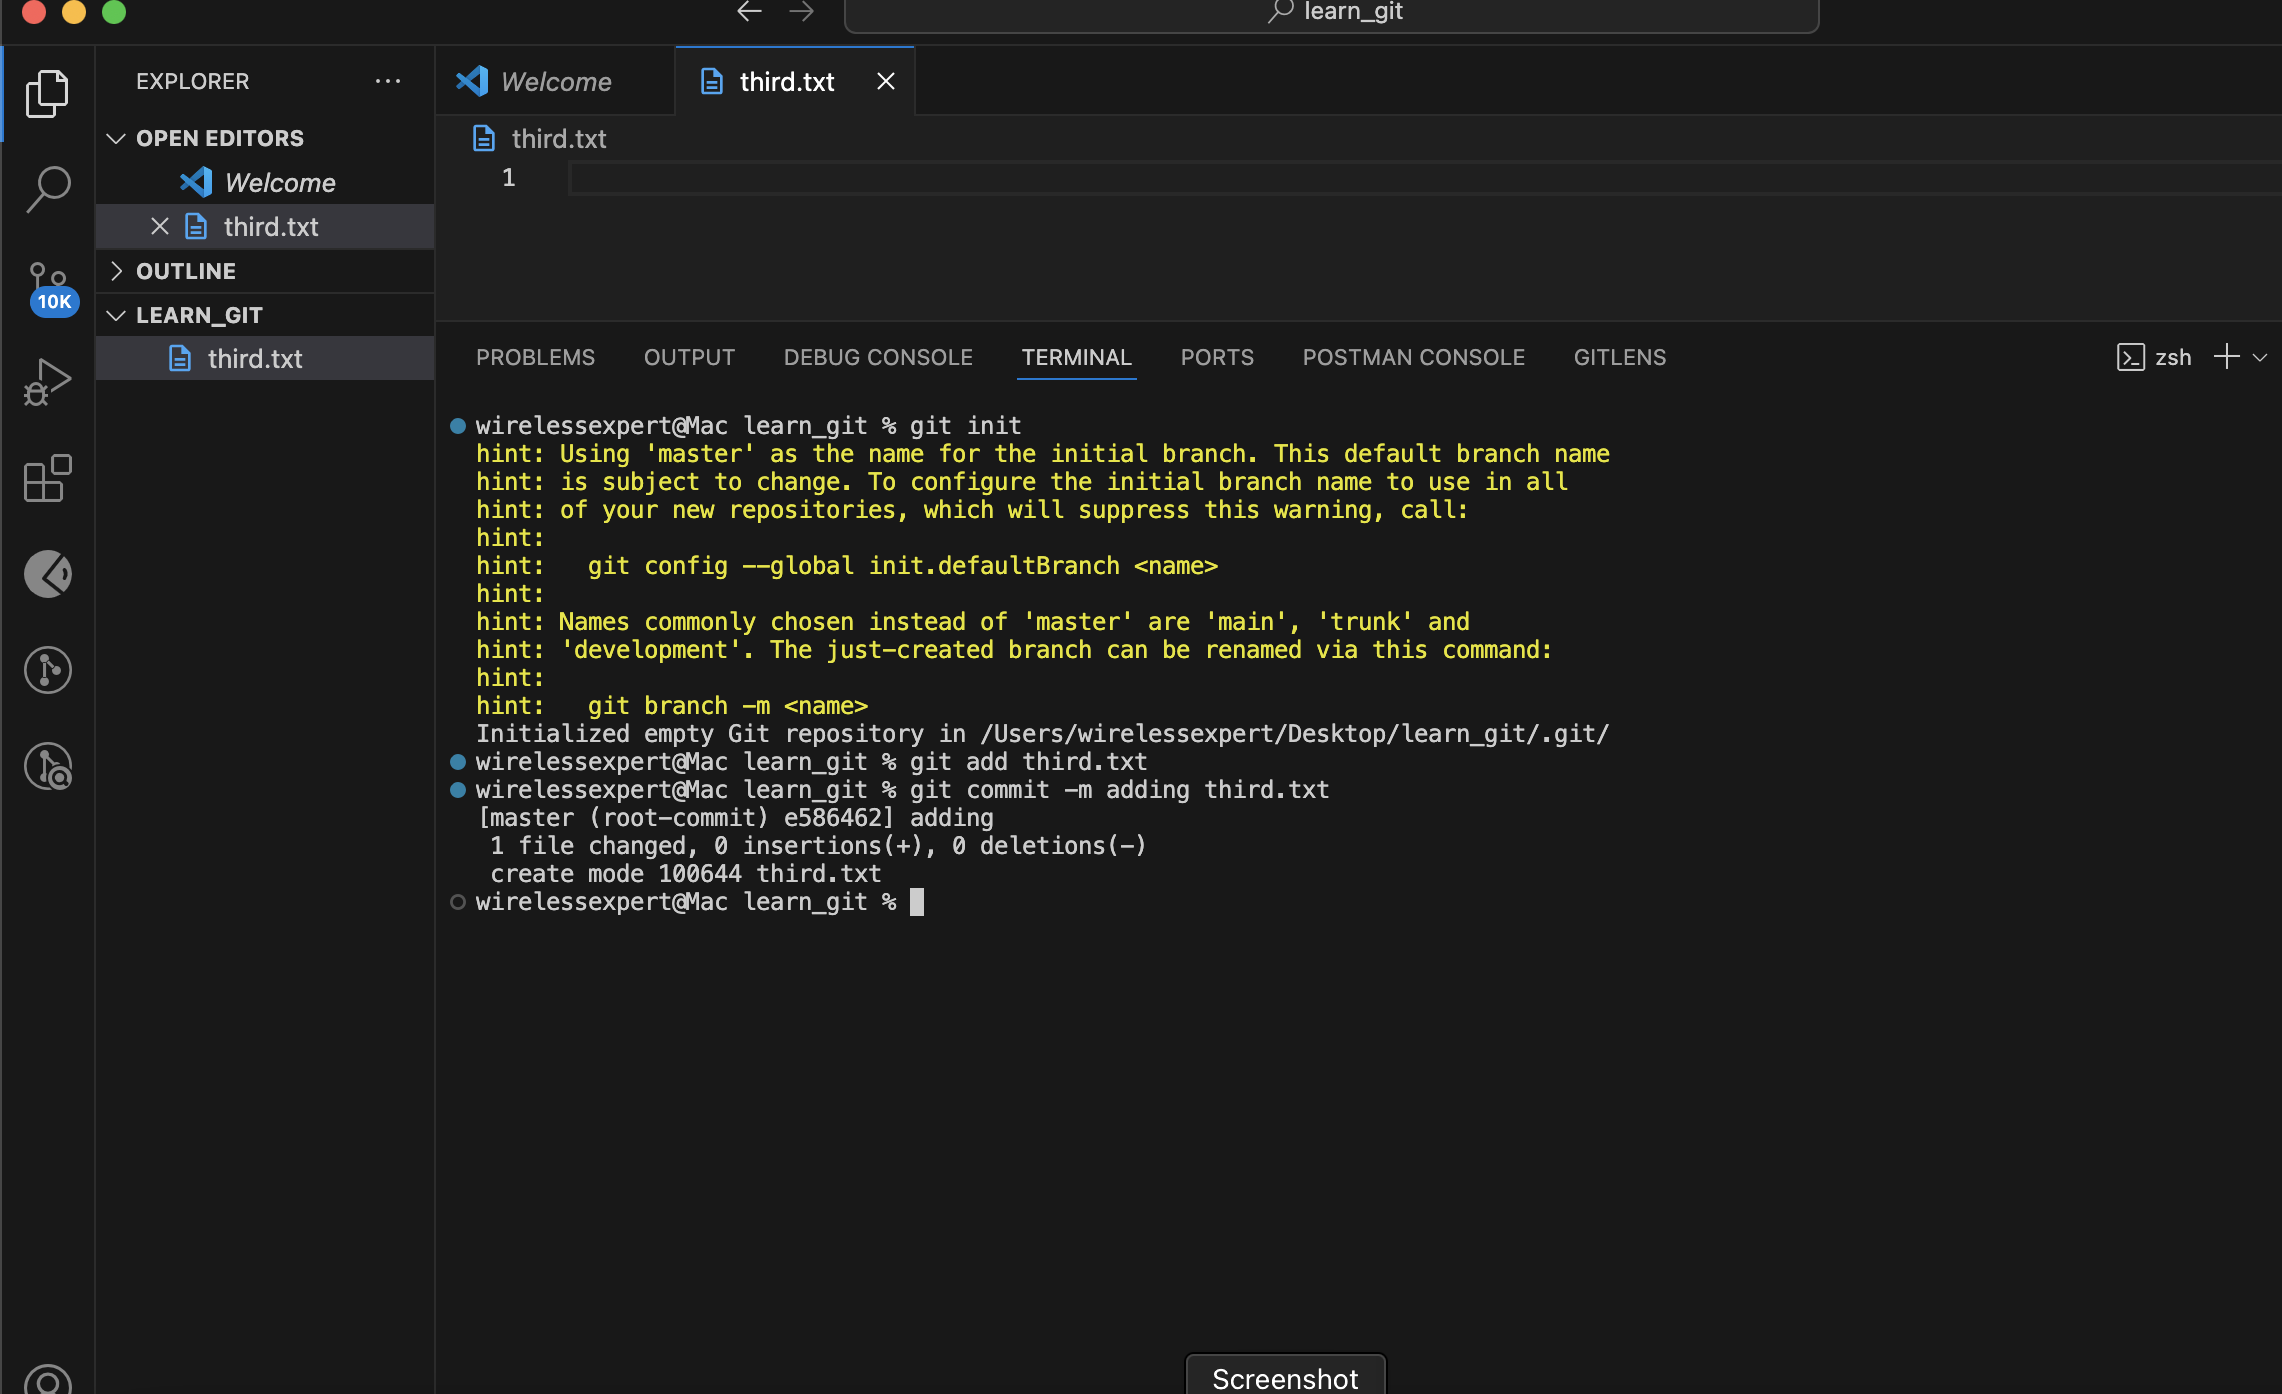 learn_git
EXPLORER
Welcome
third.txt
OPEN EDITORS
Welcome
third.txt
OUTLINE
10K
LEARN_GIT
third.txt
third.txt
1
PROBLEMS OUTPUT DEBUG CONSOLE TERMINAL PORTS POSTMAN CONSOLE GITLENS
zsh
wirelessexpert@Mac learn_git % git init
hint: Using 'master' as the name for the initial branch. This default branch name
hint: is subject to change. To configure the initial branch name to use in all
hint: of your new repositories, which will suppress this warning, call:
hint:
hint:   git config --global init.defaultBranch <name>
hint:
hint: Names commonly chosen instead of 'master' are 'main', 'trunk' and
hint: 'development'. The just-created branch can be renamed via this command:
hint:
hint:   git branch -m <name>
Initialized empty Git repository in /Users/wirelessexpert/Desktop/learn_git/.git/
wirelessexpert@Mac learn_git % git add third.txt
wirelessexpert@Mac learn_git % git commit -m adding third.txt
[master (root-commit) e586462] adding
 1 file changed, 0 insertions(+), 0 deletions(-)
 create mode 100644 third.txt
wirelessexpert@Mac learn_git %
Screenshot